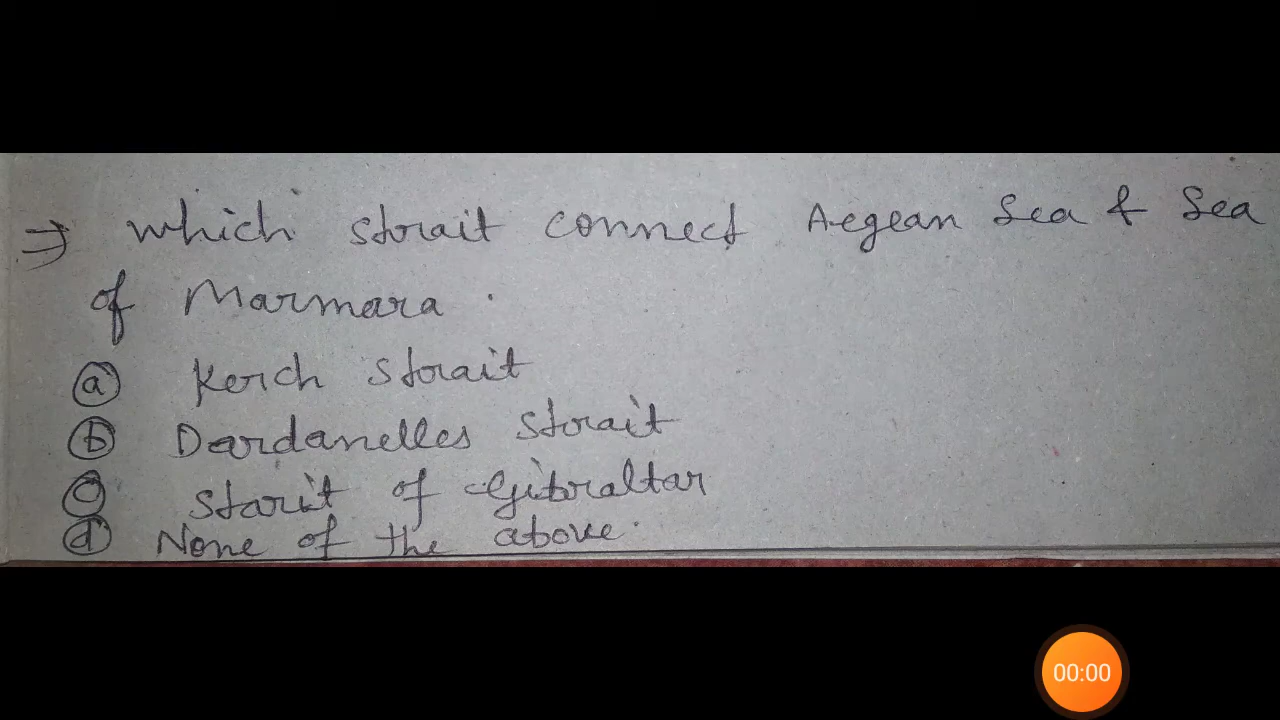 ⇒ which strait connect Aegean Sea & Sea
of Marmara.
(a) Kerch strait
(b) Dardanelles strait
(c) Starit of Gibraltar
(d) None of the above.
00:00